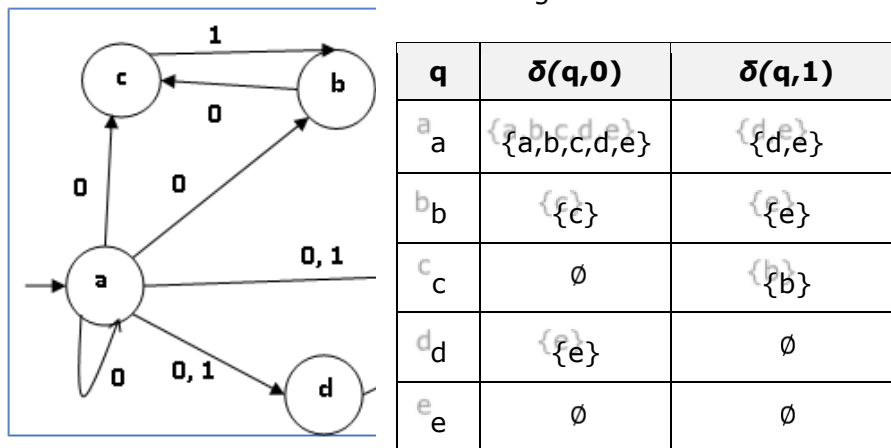 1
c
b
0
0
0
0, 1
a
0
0, 1
d
q δ(q,0) δ(q,1)
a {a,b,c,d,e} {d,e}
b {c} {e}
c ∅ {b}
d {e} ∅
e ∅ ∅